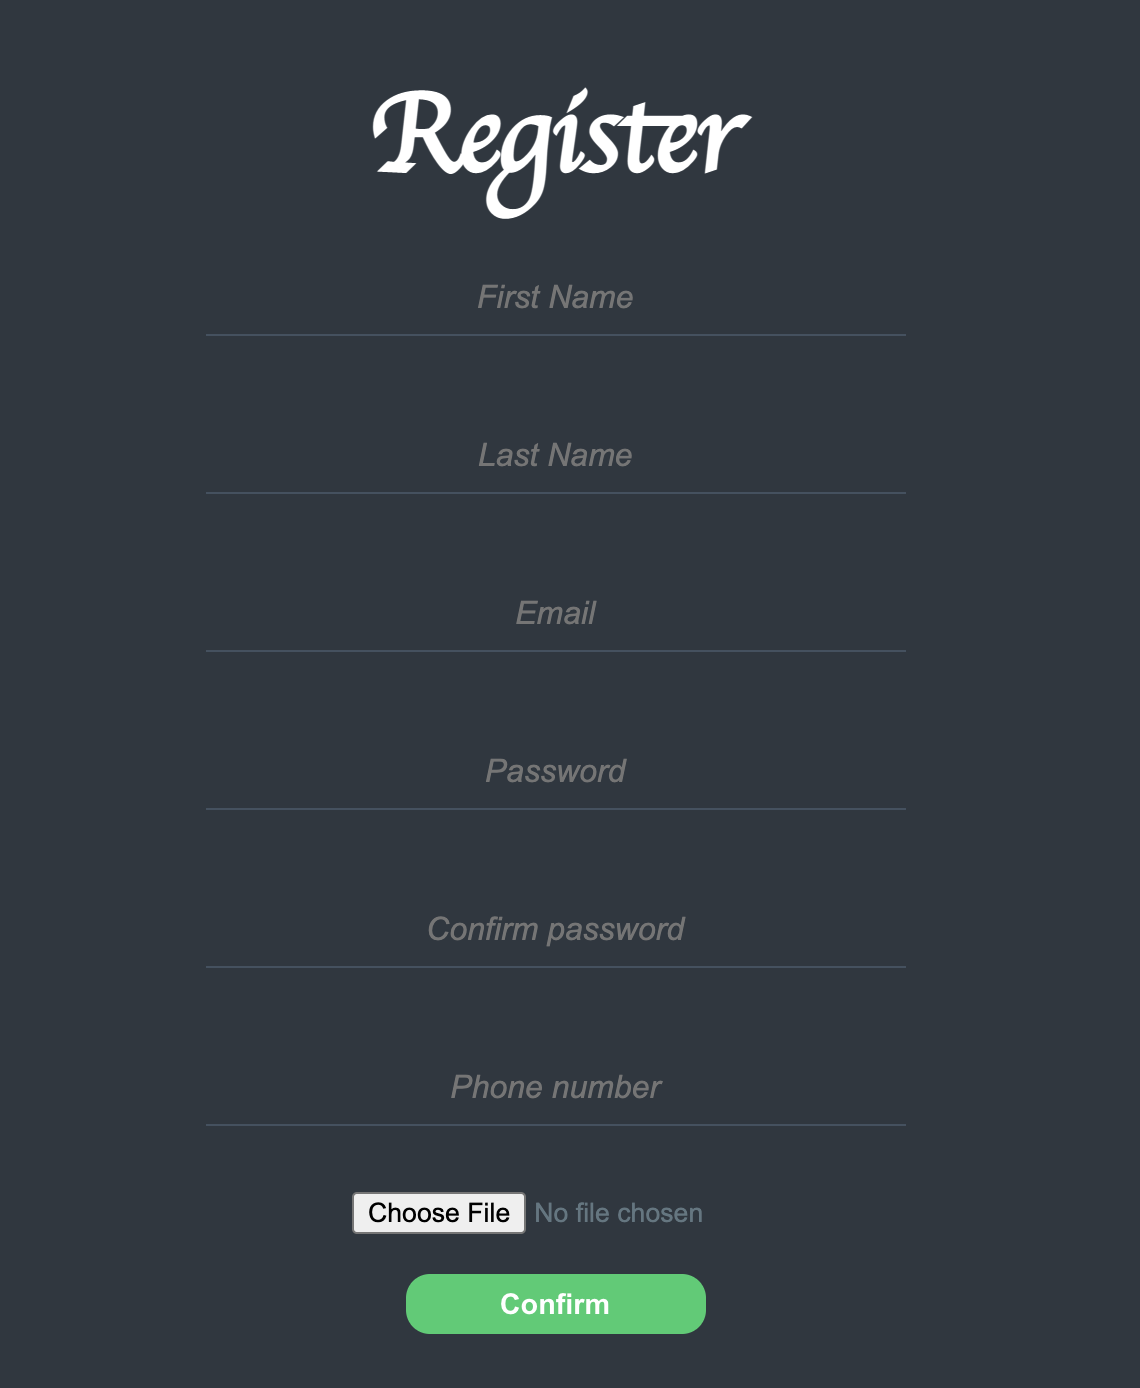 Register
First Name
Last Name
Email
Password
Confirm password
Phone number
Choose File No file chosen
Confirm